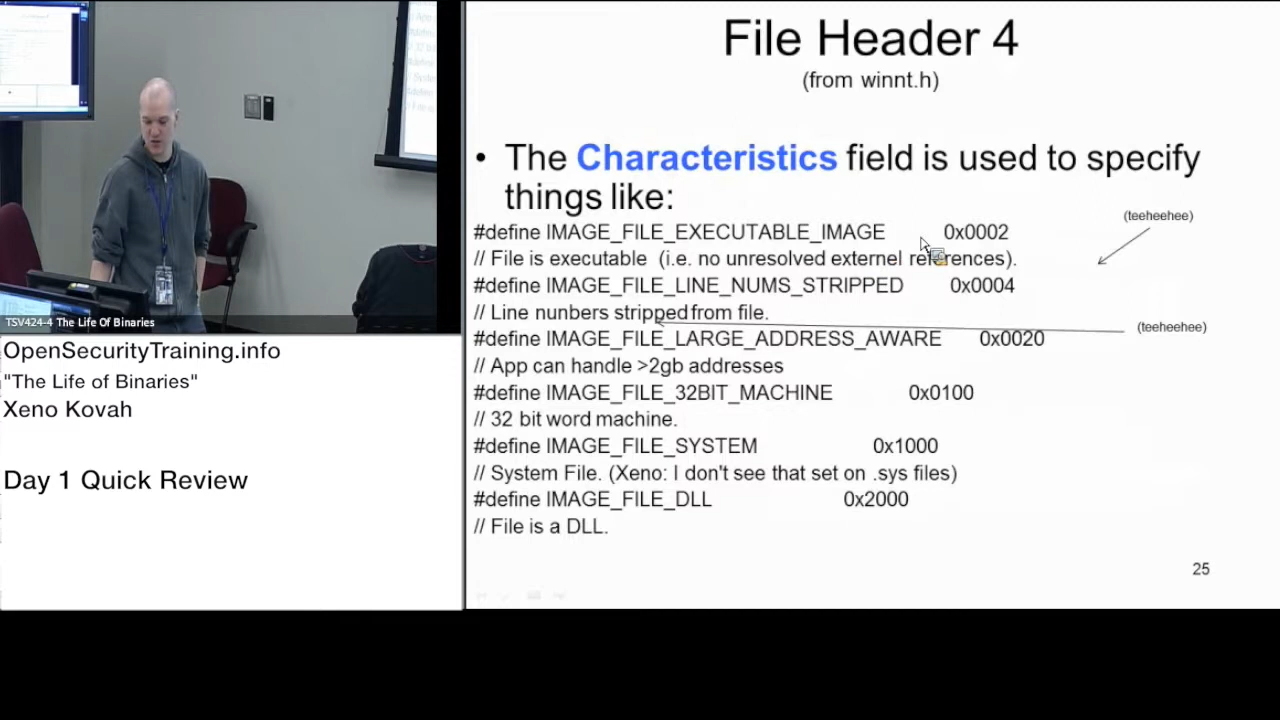 File Header 4
(from winnt.h)
• The Characteristics field is used to specify
things like:
(teeheehee)
#define IMAGE_FILE_EXECUTABLE_IMAGE 0x0002
// File is executable (i.e. no unresolved externel references).
#define IMAGE_FILE_LINE_NUMS_STRIPPED 0x0004
// Line nunbers stripped from file.
(teeheehee)
#define IMAGE_FILE_LARGE_ADDRESS_AWARE 0x0020
// App can handle >2gb addresses
#define IMAGE_FILE_32BIT_MACHINE 0x0100
// 32 bit word machine.
#define IMAGE_FILE_SYSTEM 0x1000
// System File. (Xeno: I don't see that set on .sys files)
#define IMAGE_FILE_DLL 0x2000
// File is a DLL.
25
TSV424-4 The Life Of Binaries
OpenSecurityTraining.info
"The Life of Binaries"
Xeno Kovah
Day 1 Quick Review